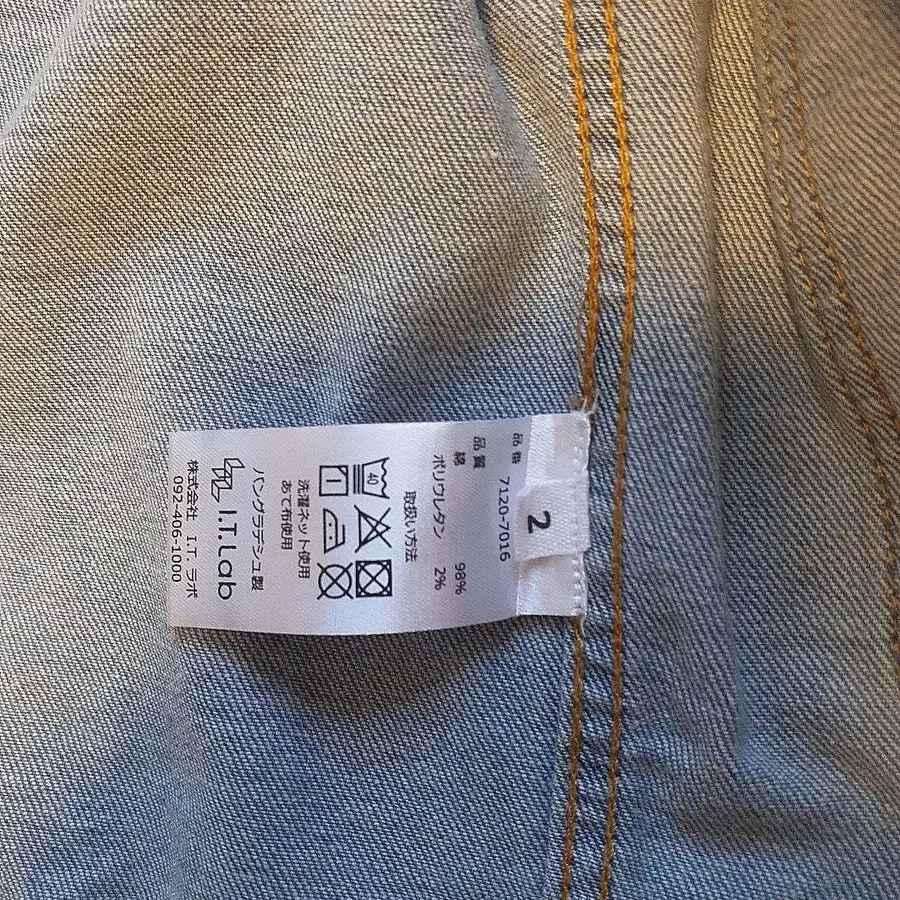 2
品番 7120-7016
品質
綿 98%
ポリウレタン 2%
取扱い方法
40
洗濯ネット使用
あて布使用
バングラデシュ製
I.T.Lab
株式会社 I.T. ラボ
092-406-1000